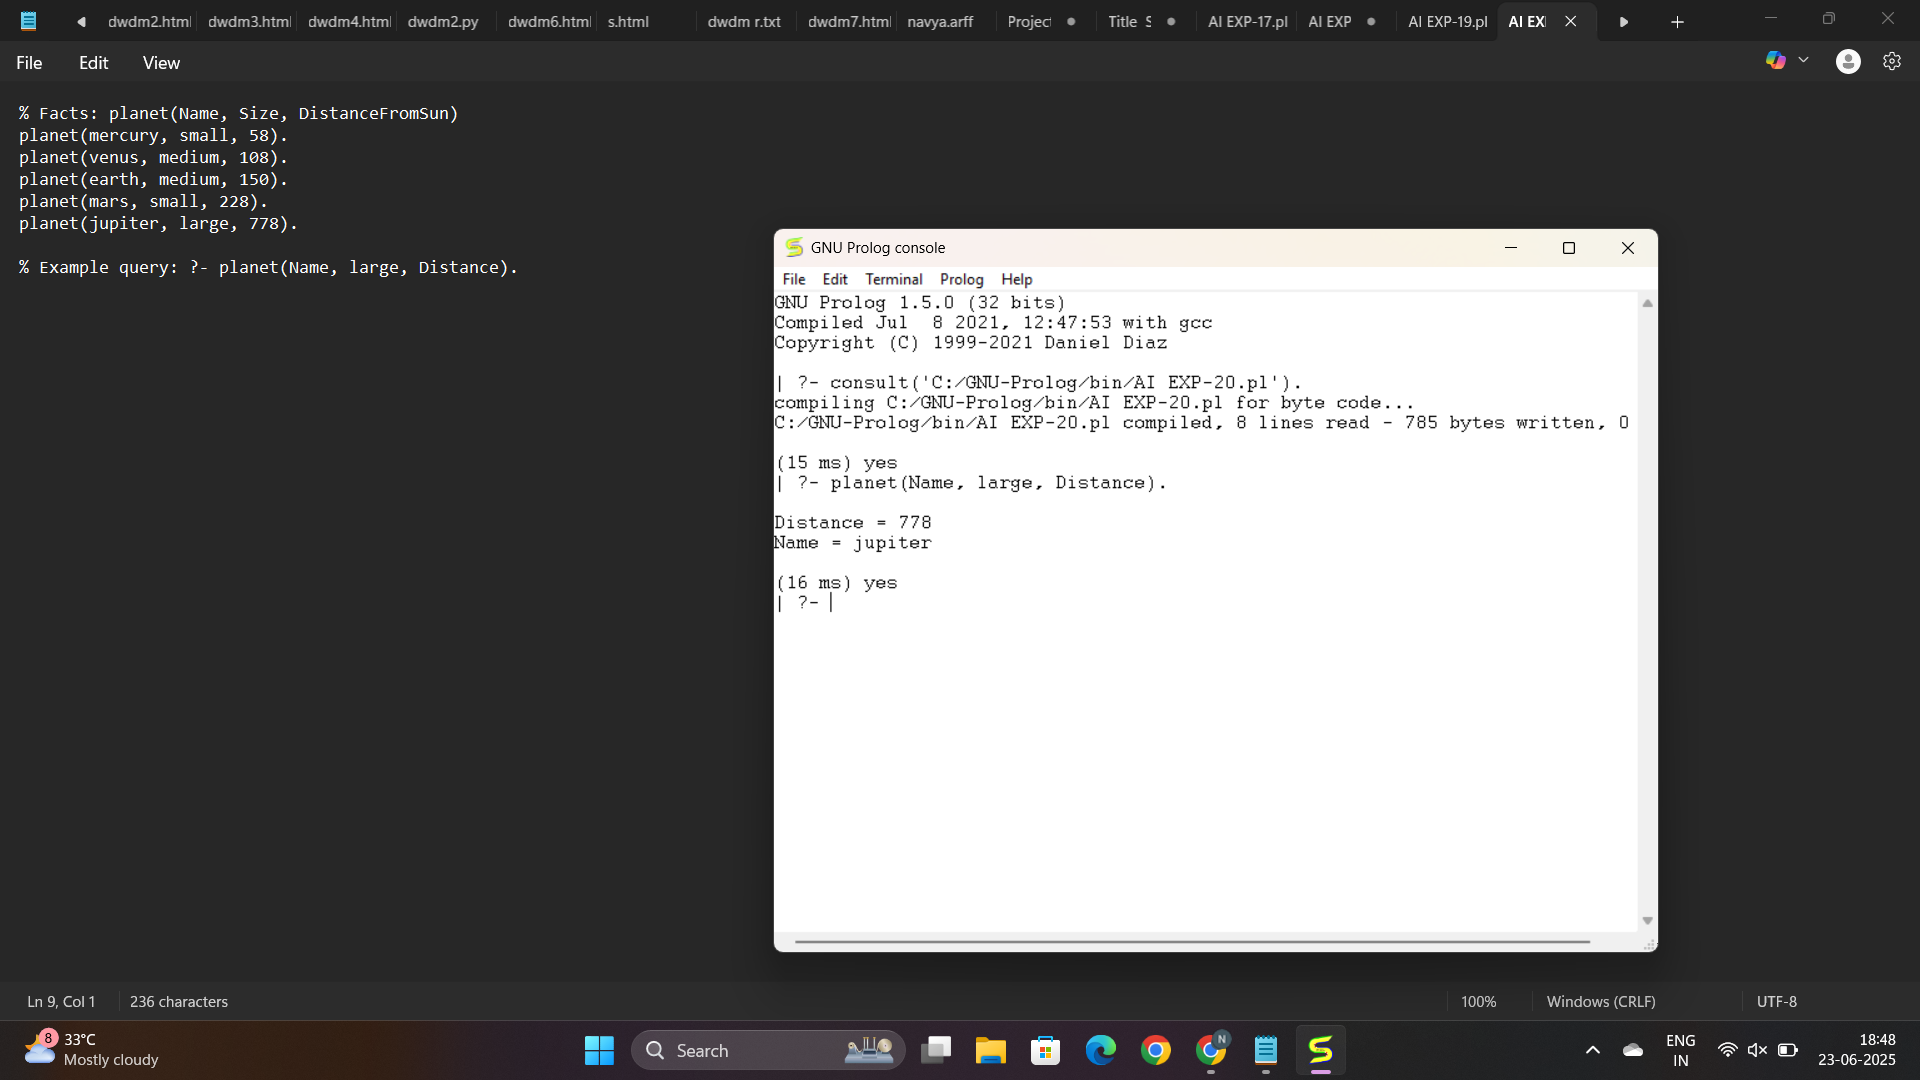 dwdm2.html
dwdm3.html
dwdm4.html
dwdm2.py
dwdm6.html
s.html
dwdm r.txt
dwdm7.html
navya.arff
Project
Title S
AI EXP-17.pl
AI EXP
AI EXP-19.pl
AI EX
File
Edit
View
% Facts: planet(Name, Size, DistanceFromSun)
planet(mercury, small, 58).
planet(venus, medium, 108).
planet(earth, medium, 150).
planet(mars, small, 228).
planet(jupiter, large, 778).
% Example query: ?- planet(Name, large, Distance).
GNU Prolog console
File Edit Terminal Prolog Help
GNU Prolog 1.5.0 (32 bits)
Compiled Jul  8 2021, 12:47:53 with gcc
Copyright (C) 1999-2021 Daniel Diaz
| ?- consult('C:/GNU-Prolog/bin/AI EXP-20.pl').
compiling C:/GNU-Prolog/bin/AI EXP-20.pl for byte code...
C:/GNU-Prolog/bin/AI EXP-20.pl compiled, 8 lines read - 785 bytes written, 0
(15 ms) yes
| ?- planet(Name, large, Distance).
Distance = 778
Name = jupiter
(16 ms) yes
| ?-
Ln 9, Col 1
236 characters
100%
Windows (CRLF)
UTF-8
8
33°C
Mostly cloudy
Search
N
ENG
IN
18:48
23-06-2025